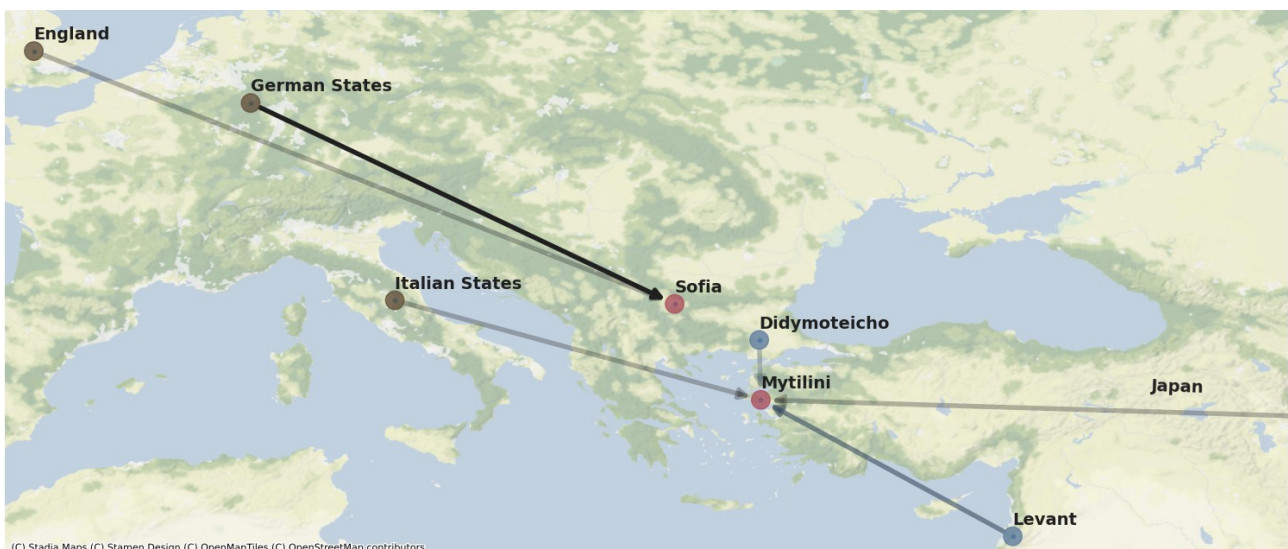 England
German States
Italian States
Sofia
Didymoteicho
Mytilini
Japan
Levant
(C) Stadia Maps (C) Stamen Design (C) OpenMapTiles (C) OpenStreetMap contributors